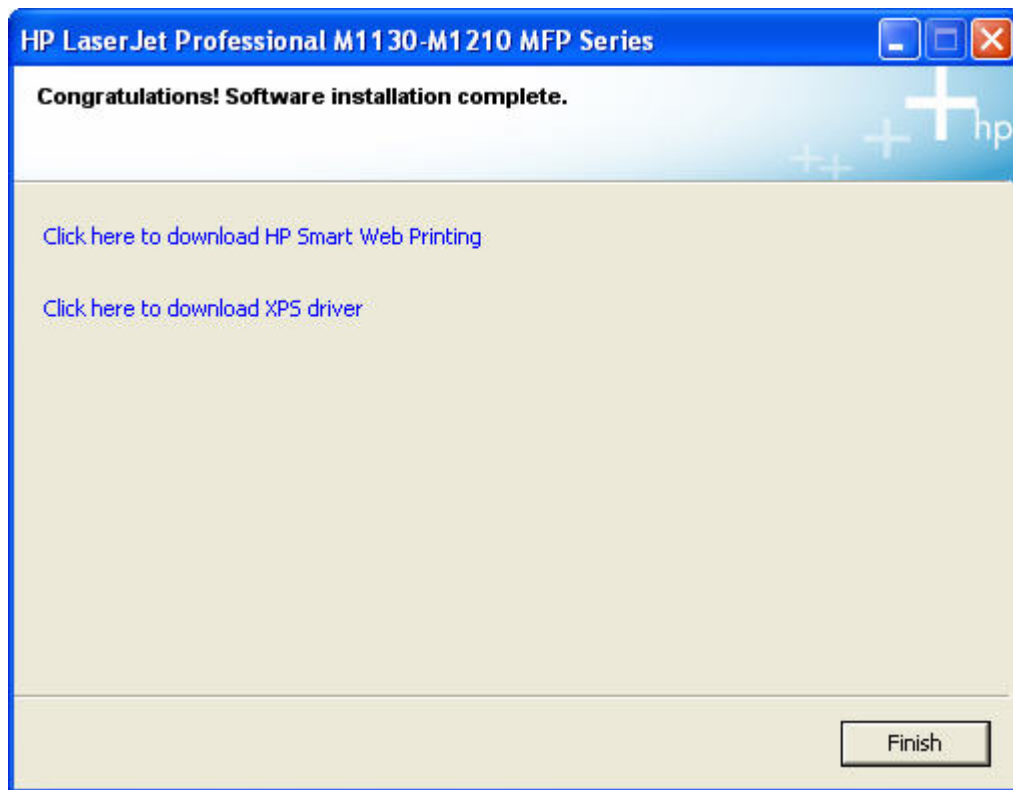 HP LaserJet Professional M1130-M1210 MFP Series
Congratulations! Software installation complete.
hp
Click here to download HP Smart Web Printing
Click here to download XPS driver
Finish